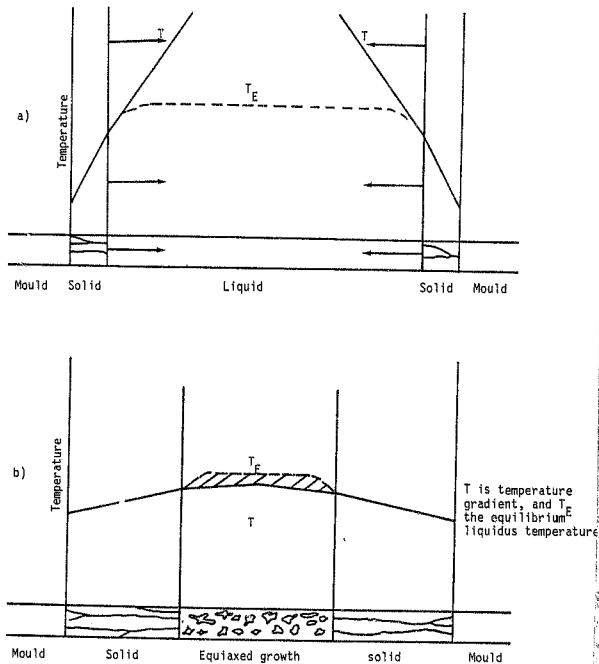 T T
T_E
Temperature
a)
Mould Solid Liquid Solid Mould
T_E
Temperature
b)
T is temperature
gradient, and T_E
the equilibrium
liquidus temperature
T
Mould Solid Equiaxed growth solid Mould